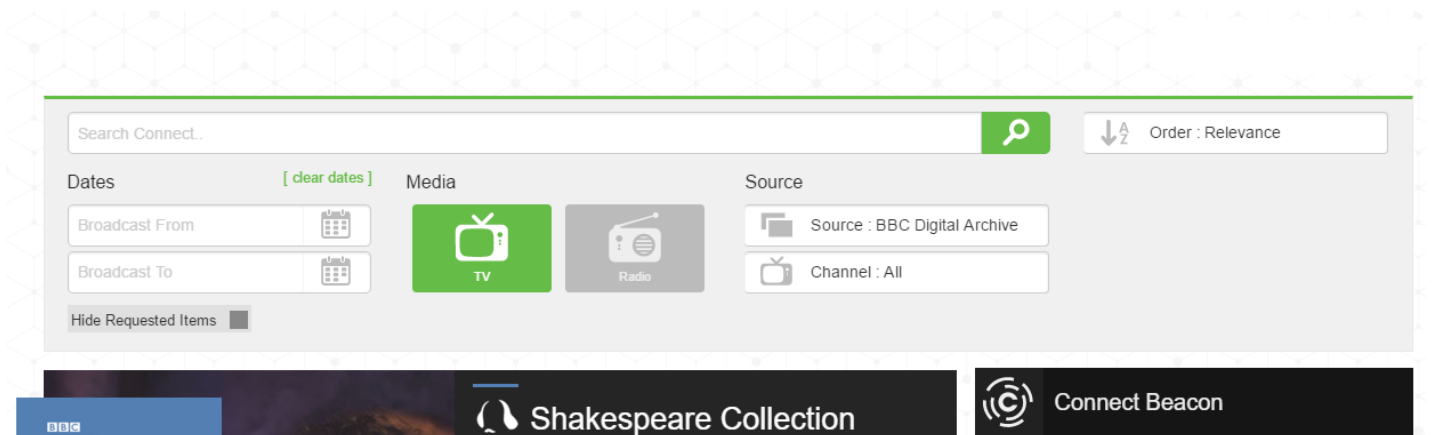 Search Connect..
A
Z
Order : Relevance
Dates
[ clear dates ]
Media
Source
Broadcast From
Broadcast To
TV
Radio
Source : BBC Digital Archive
Channel : All
Hide Requested Items
BBC
Shakespeare Collection
Connect Beacon